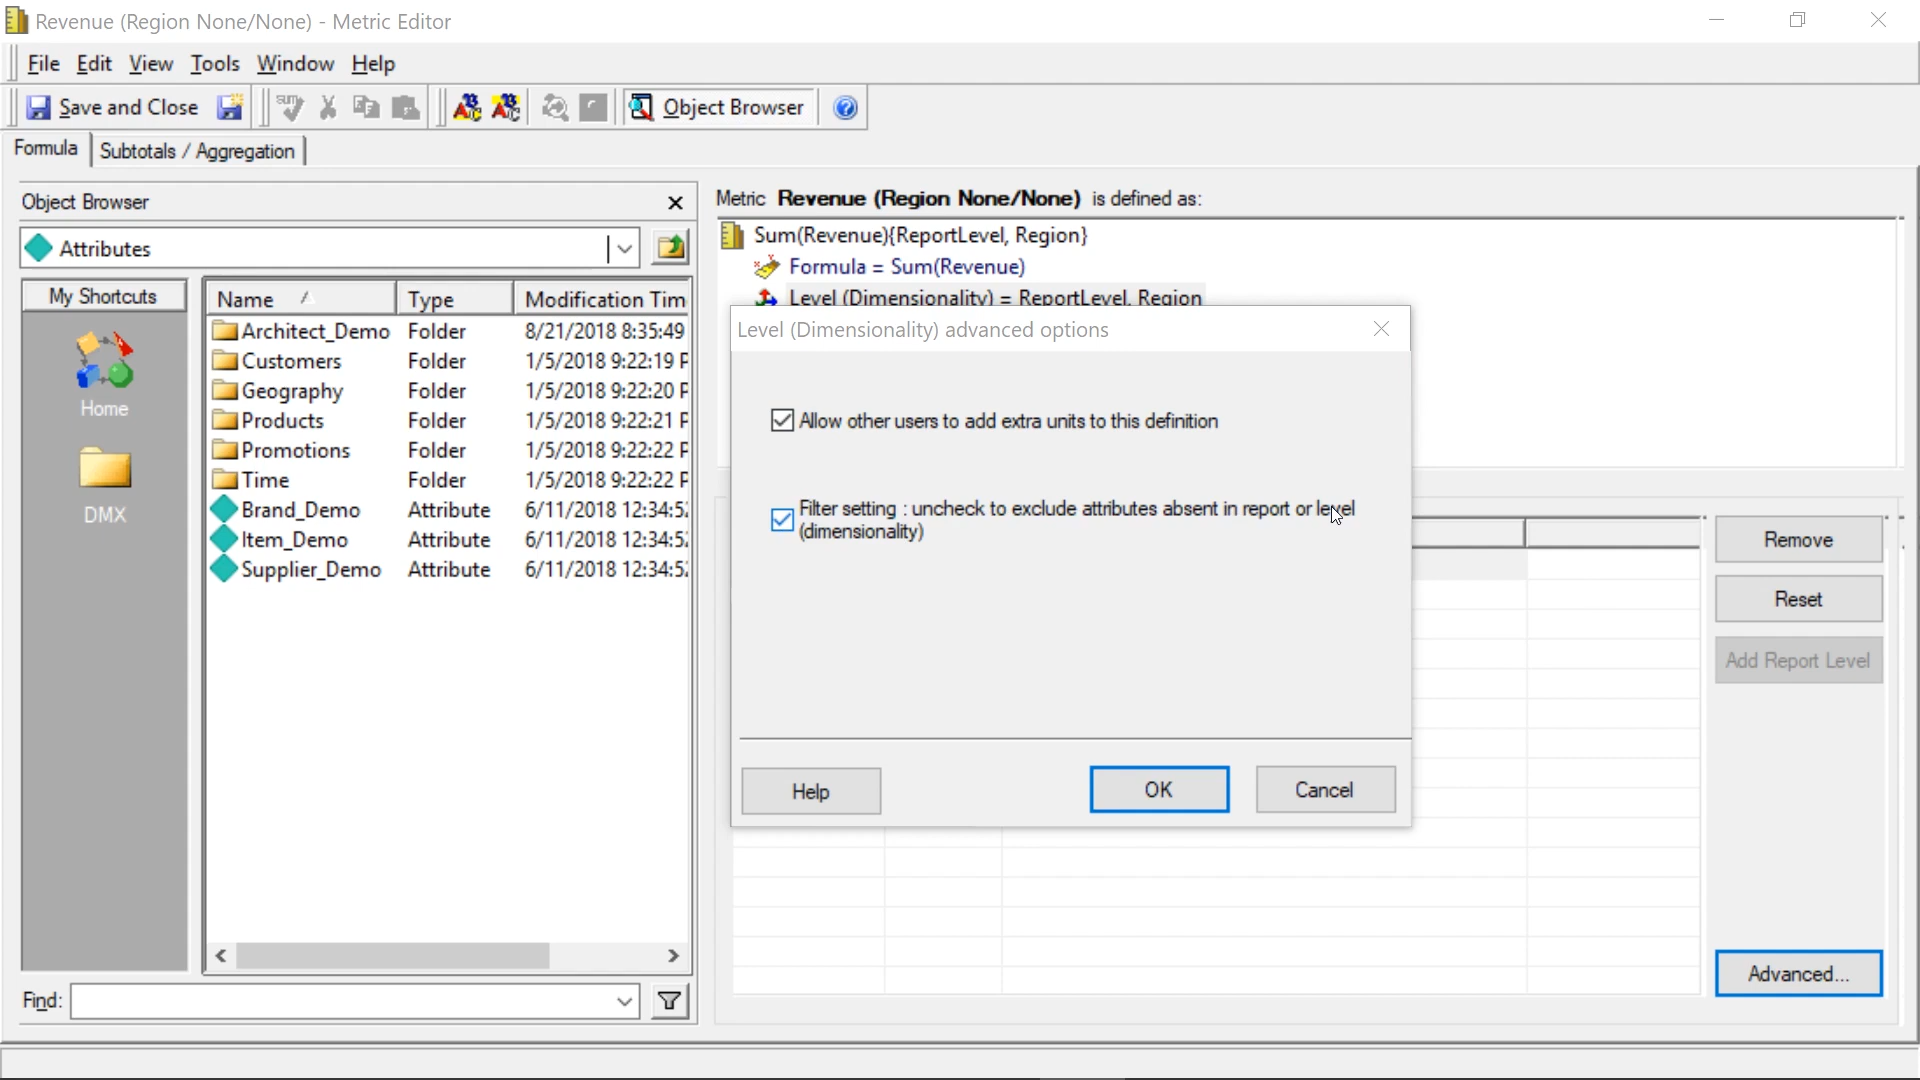 Revenue (Region None/None) - Metric Editor
File Edit View Tools Window Help
Save and Close Object Browser
Formula Subtotals / Aggregation
Object Browser
Attributes
My Shortcuts
Home
DMX
Name Type Modification Tim
Architect_Demo Folder 8/21/2018 8:35:49
Customers Folder 1/5/2018 9:22:19 P
Geography Folder 1/5/2018 9:22:20 P
Products Folder 1/5/2018 9:22:21 P
Promotions Folder 1/5/2018 9:22:22 P
Time Folder 1/5/2018 9:22:22 P
Brand_Demo Attribute 6/11/2018 12:34:52
Item_Demo Attribute 6/11/2018 12:34:52
Supplier_Demo Attribute 6/11/2018 12:34:52
Find:
Metric Revenue (Region None/None) is defined as:
Sum(Revenue){ReportLevel, Region}
Formula = Sum(Revenue)
Level (Dimensionality) = ReportLevel, Region
Level (Dimensionality) advanced options
Allow other users to add extra units to this definition
Filter setting : uncheck to exclude attributes absent in report or level
(dimensionality)
Help OK Cancel
Remove
Reset
Add Report Level
Advanced...